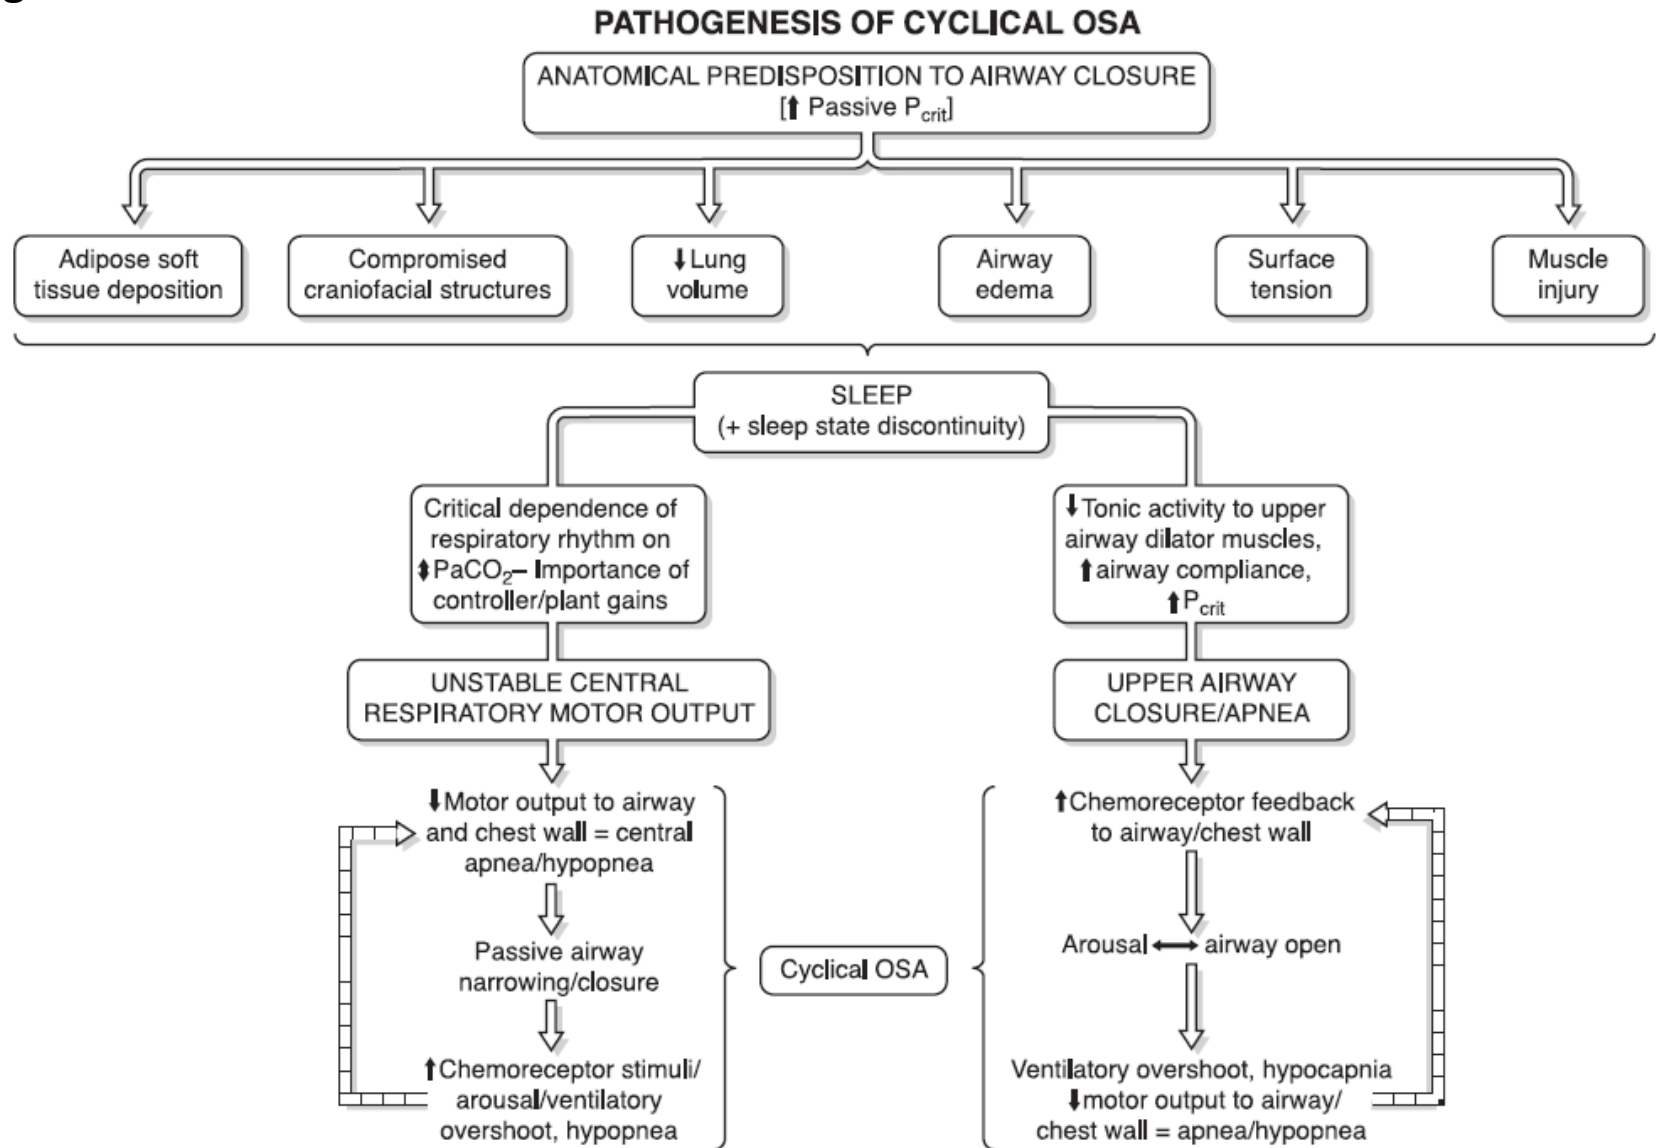 PATHOGENESIS OF CYCLICAL OSA
ANATOMICAL PREDISPOSITION TO AIRWAY CLOSURE
[⬆ Passive Pcrit]
Adipose soft
tissue deposition
Compromised
craniofacial structures
⬇Lung
volume
Airway
edema
Surface
tension
Muscle
injury
SLEEP
(+ sleep state discontinuity)
Critical dependence of
respiratory rhythm on
⬍PaCO2– Importance of
controller/plant gains
⬇Tonic activity to upper
airway dilator muscles,
⬆airway compliance,
⬆Pcrit
UNSTABLE CENTRAL
RESPIRATORY MOTOR OUTPUT
UPPER AIRWAY
CLOSURE/APNEA
⬇Motor output to airway
and chest wall = central
apnea/hypopnea
Passive airway
narrowing/closure
⬆Chemoreceptor stimuli/
arousal/ventilatory
overshoot, hypopnea
Cyclical OSA
⬆Chemoreceptor feedback
to airway/chest wall
Arousal ⟷ airway open
Ventilatory overshoot, hypocapnia
⬇motor output to airway/
chest wall = apnea/hypopnea